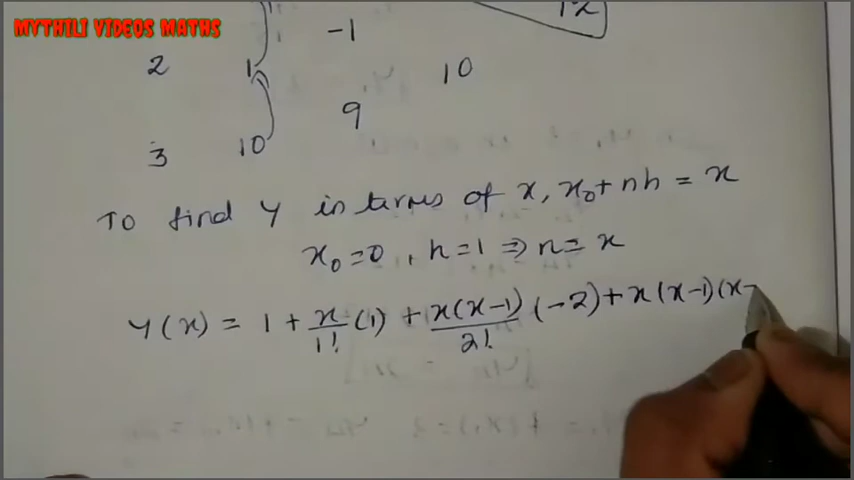 MYTHILI VIDEOS MATHS
12
-1
2 1
10
9
3 10
To find y in terms of x, x₀+nh = x
x₀=0, h=1 ⇒ n= x
y(x) = 1 + x/1! (1) + x(x-1)/2! (-2) + x(x-1)(x-